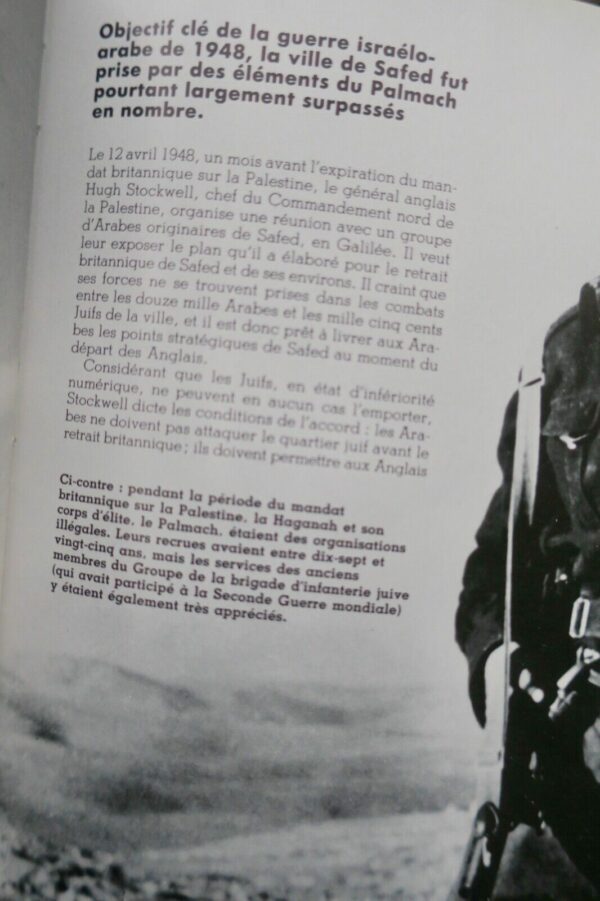 Objectif clé de la guerre israélo-
arabe de 1948, la ville de Safed fut
prise par des éléments du Palmach
pourtant largement surpassés
en nombre.
Le 12 avril 1948, un mois avant l'expiration du man-
dat britannique sur la Palestine, le général anglais
Hugh Stockwell, chef du Commandement nord de
la Palestine, organise une réunion avec un groupe
d'Arabes originaires de Safed, en Galilée. Il veut
leur exposer le plan qu'il a élaboré pour le retrait
britannique de Safed et de ses environs. Il craint que
ses forces ne se trouvent prises dans les combats
entre les douze mille Arabes et les mille cinq cents
Juifs de la ville, et il est donc prêt à livrer aux Ara-
bes les points stratégiques de Safed au moment du
départ des Anglais.
Considérant que les Juifs, en état d'infériorité
numérique, ne peuvent en aucun cas l'emporter,
Stockwell dicte les conditions de l'accord : les Ara-
bes ne doivent pas attaquer le quartier juif avant le
retrait britannique ; ils doivent permettre aux Anglais
Ci-contre : pendant la période du mandat
britannique sur la Palestine, la Haganah et son
corps d'élite, le Palmach, étaient des organisations
illégales. Leurs recrues avaient entre dix-sept et
vingt-cinq ans, mais les services des anciens
membres du Groupe de la brigade d'infanterie juive
(qui avait participé à la Seconde Guerre mondiale)
y étaient également très appréciés.